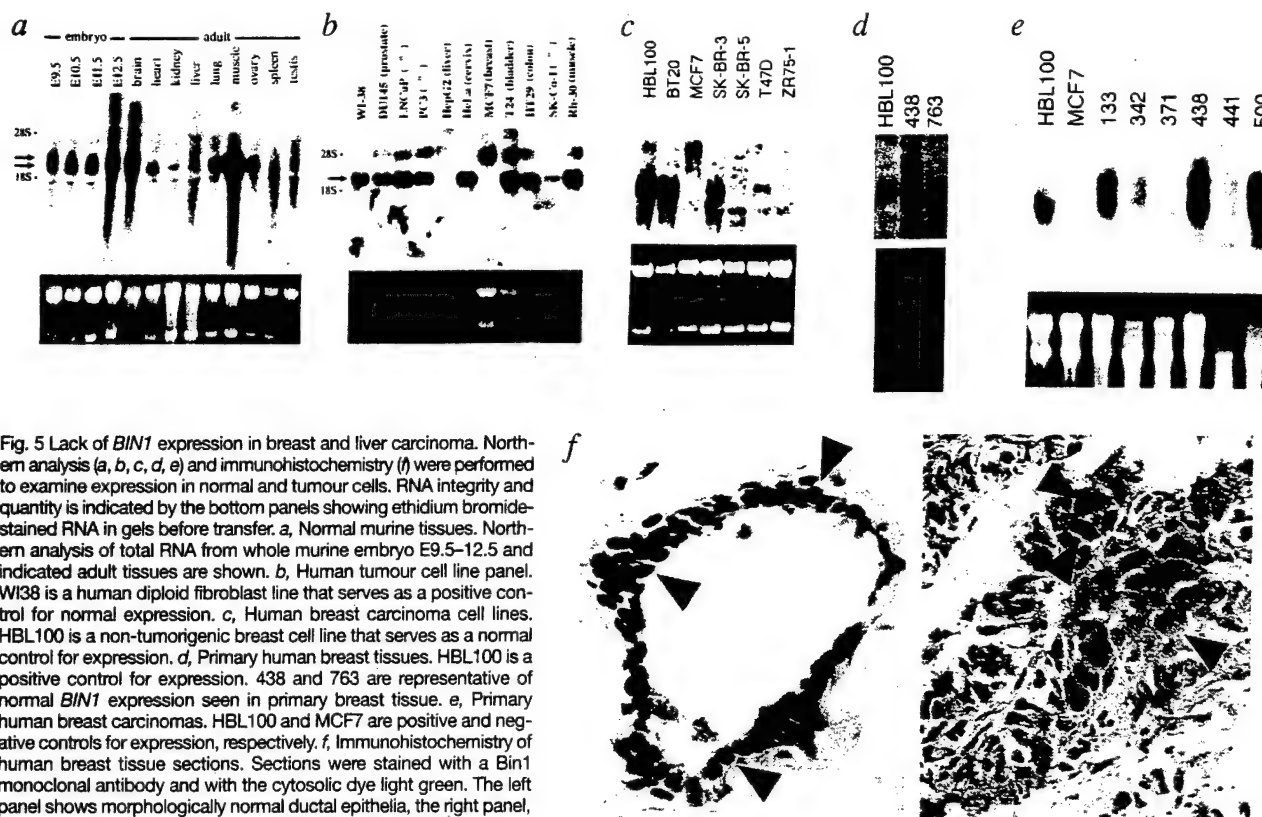 a
embryo
adult
E9.5
E10.5
E11.5
E12.5
brain
heart
kidney
liver
lung
muscle
ovary
spleen
testis
28S
18S
b
WI-38
DU145 (prostate)
LNCaP ( " )
PC3 ( " )
HepG2 (liver)
HeLa (cervix)
MCF7 (breast)
T24 (bladder)
HT29 (colon)
SK-Co-1 ( " )
Rh-30 (muscle)
28S
18S
c
HBL100
BT20
MCF7
SK-BR-3
SK-BR-5
T47D
ZR75-1
d
HBL100
438
763
e
HBL100
MCF7
133
342
371
438
441
Fig. 5 Lack of BIN1 expression in breast and liver carcinoma. North-
ern analysis (a, b, c, d, e) and immunohistochemistry (f) were performed
to examine expression in normal and tumour cells. RNA integrity and
quantity is indicated by the bottom panels showing ethidium bromide-
stained RNA in gels before transfer. a, Normal murine tissues. North-
ern analysis of total RNA from whole murine embryo E9.5–12.5 and
indicated adult tissues are shown. b, Human tumour cell line panel.
WI38 is a human diploid fibroblast line that serves as a positive con-
trol for normal expression. c, Human breast carcinoma cell lines.
HBL100 is a non-tumorigenic breast cell line that serves as a normal
control for expression. d, Primary human breast tissues. HBL100 is a
positive control for expression. 438 and 763 are representative of
normal BIN1 expression seen in primary breast tissue. e, Primary
human breast carcinomas. HBL100 and MCF7 are positive and neg-
ative controls for expression, respectively. f, Immunohistochemistry of
human breast tissue sections. Sections were stained with a Bin1
monoclonal antibody and with the cytosolic dye light green. The left
panel shows morphologically normal ductal epithelia, the right panel,
f